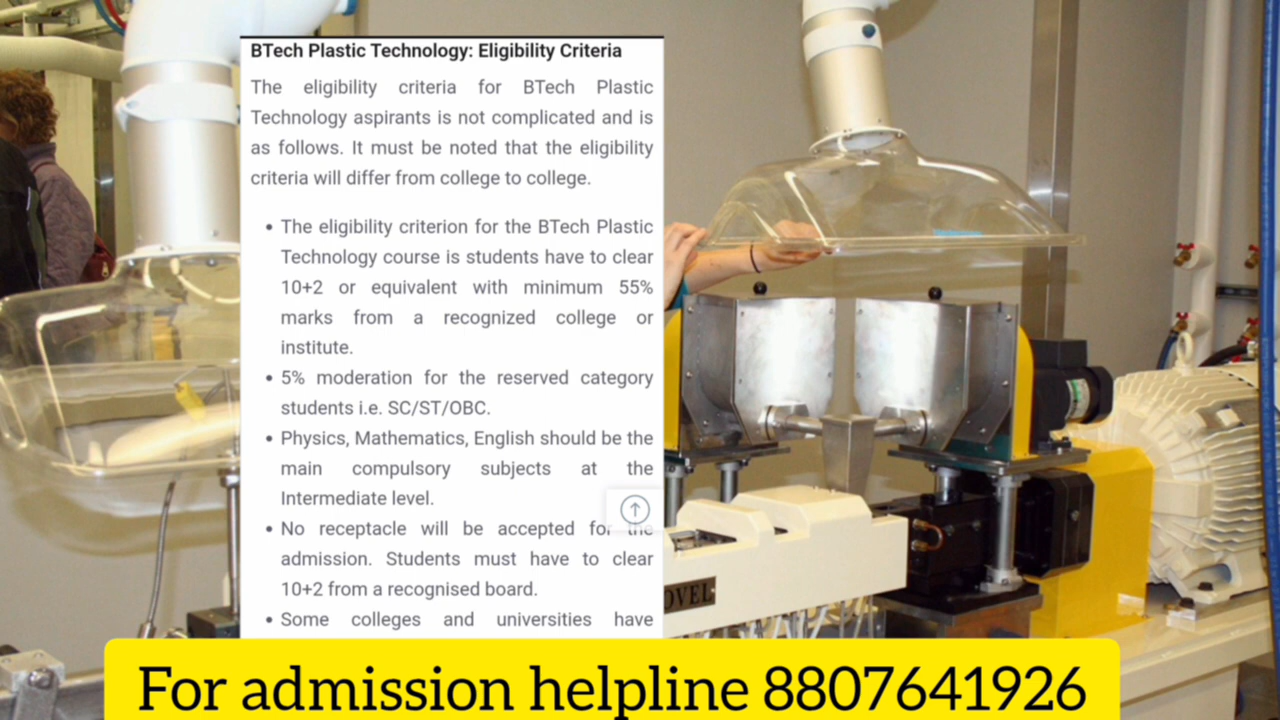 BTech Plastic Technology: Eligibility Criteria
The eligibility criteria for BTech Plastic
Technology aspirants is not complicated and is
as follows. It must be noted that the eligibility
criteria will differ from college to college.
• The eligibility criterion for the BTech Plastic
Technology course is students have to clear
10+2 or equivalent with minimum 55%
marks from a recognized college or
institute.
• 5% moderation for the reserved category
students i.e. SC/ST/OBC.
• Physics, Mathematics, English should be the
main compulsory subjects at the
Intermediate level.
• No receptacle will be accepted for the
admission. Students must have to clear
10+2 from a recognised board.
• Some colleges and universities have
OVEL
For admission helpline 8807641926